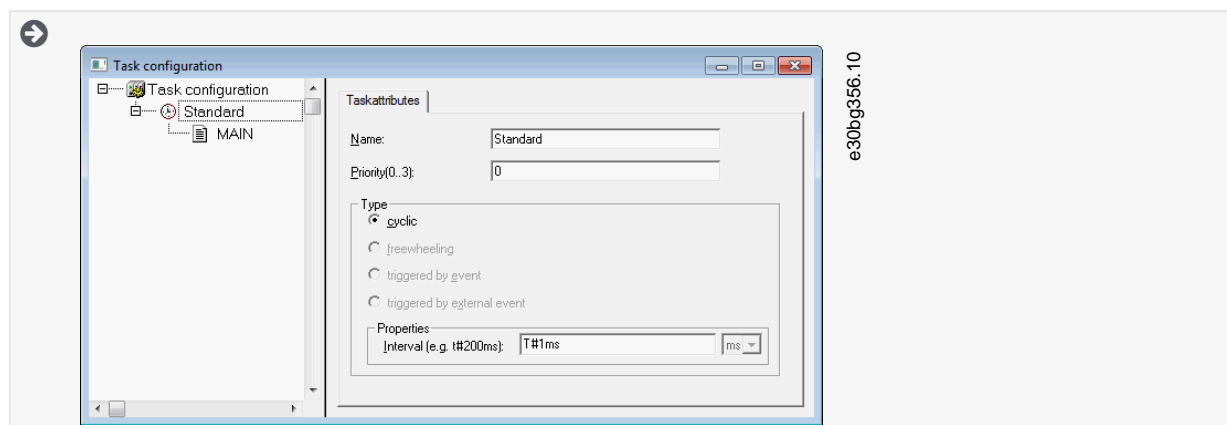 Task configuration
Task configuration
Standard
MAIN
Taskattributes
Name: Standard
Priority(0..3): 0
Type
cyclic
freewheeling
triggered by event
triggered by external event
Properties
Interval (e.g. t#200ms): T#1ms ms
e30bg356.10